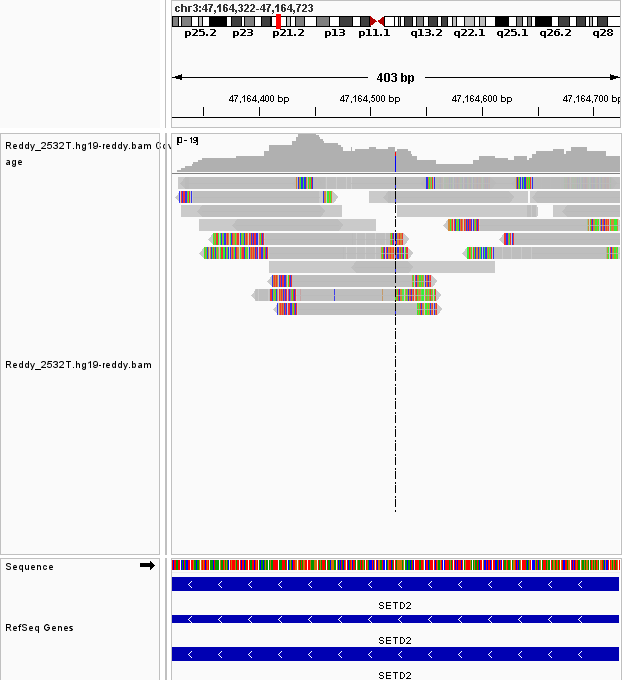 chr3:47,164,322-47,164,723
p25.2 p23 p21.2 p13 p11.1 q13.2 q22.1 q25.1 q26.2 q28
403 bp
47,164,400 bp 47,164,500 bp 47,164,600 bp 47,164,700 bp
Reddy_2532T.hg19-reddy.bam Cov
age
[0 - 19]
Reddy_2532T.hg19-reddy.bam
Sequence
SETD2
RefSeq Genes
SETD2
SETD2